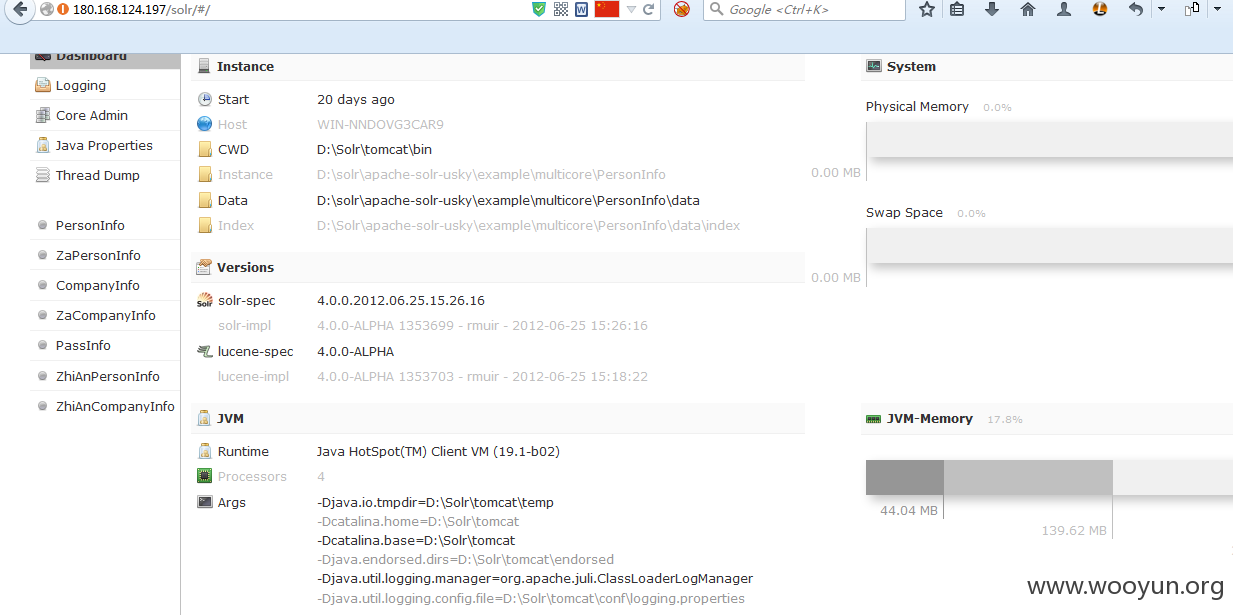 180.168.124.197/solr/#/
Google <Ctrl+K>
Dashboard
Logging
Core Admin
Java Properties
Thread Dump
PersonInfo
ZaPersonInfo
CompanyInfo
ZaCompanyInfo
PassInfo
ZhiAnPersonInfo
ZhiAnCompanyInfo
Instance
Start 20 days ago
Host WIN-NNDOVG3CAR9
CWD D:\Solr\tomcat\bin
Instance D:\solr\apache-solr-usky\example\multicore\PersonInfo
Data D:\solr\apache-solr-usky\example\multicore\PersonInfo\data
Index D:\Solr\apache-solr-usky\example\multicore\PersonInfo\data\index
Versions
solr-spec 4.0.0.2012.06.25.15.26.16
solr-impl 4.0.0-ALPHA 1353699 - rmuir - 2012-06-25 15:26:16
lucene-spec 4.0.0-ALPHA
lucene-impl 4.0.0-ALPHA 1353703 - rmuir - 2012-06-25 15:18:22
JVM
Runtime Java HotSpot(TM) Client VM (19.1-b02)
Processors 4
Args -Djava.io.tmpdir=D:\Solr\tomcat\temp
-Dcatalina.home=D:\Solr\tomcat
-Dcatalina.base=D:\Solr\tomcat
-Djava.endorsed.dirs=D:\Solr\tomcat\endorsed
-Djava.util.logging.manager=org.apache.juli.ClassLoaderLogManager
-Djava.util.logging.config.file=D:\Solr\tomcat\conf\logging.properties
System
Physical Memory 0.0%
0.00 MB
Swap Space 0.0%
0.00 MB
JVM-Memory 17.8%
44.04 MB
139.62 MB
www.wooyun.org